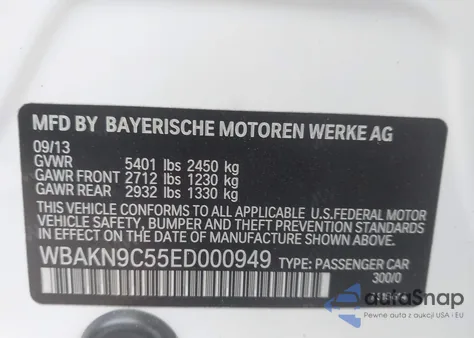 MFD BY BAYERISCHE MOTOREN WERKE AG
09/13
GVWR 5401 lbs 2450 kg
GAWR FRONT 2712 lbs 1230 kg
GAWR REAR 2932 lbs 1330 kg
THIS VEHICLE CONFORMS TO ALL APPLICABLE U.S.FEDERAL MOTOR
VEHICLE SAFETY, BUMPER, AND THEFT PREVENTION STANDARDS
IN EFFECT ON THE DATE OF MANUFACTURE SHOWN ABOVE.
WBAKN9C55ED000949 TYPE: PASSENGER CAR
300/0
autoSnap
Pewne auto z aukcji USA i EU